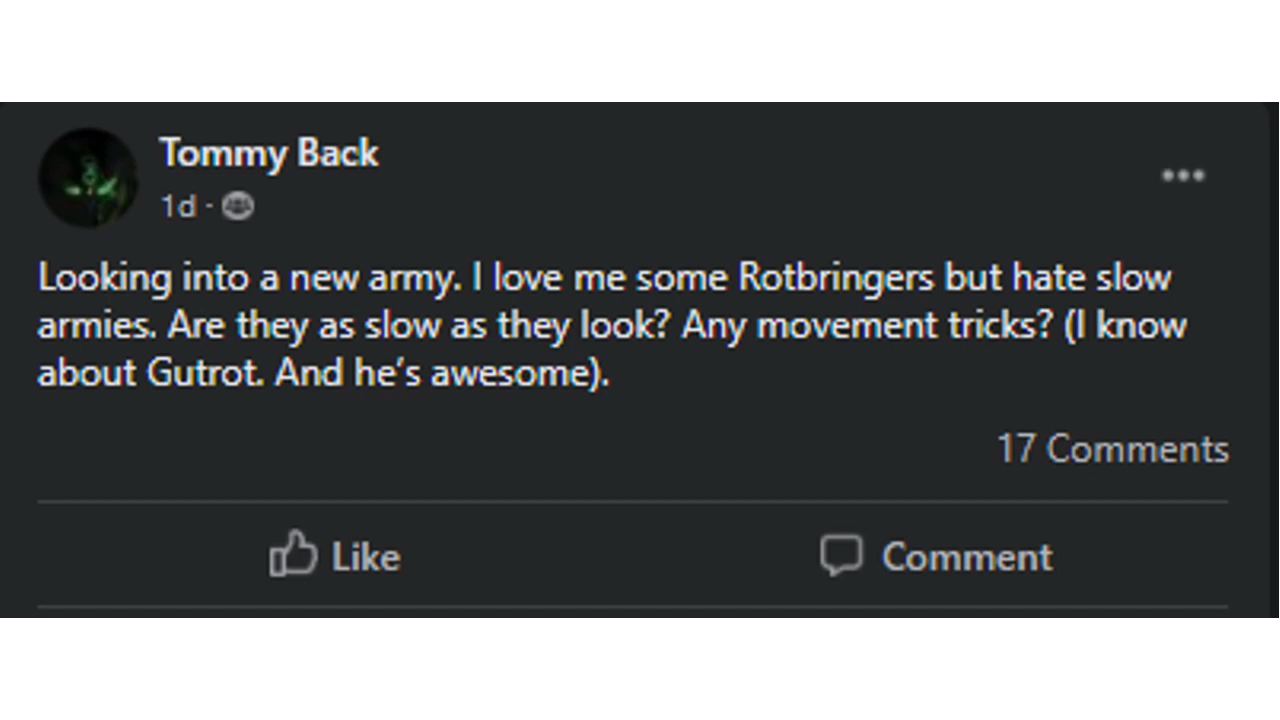 Tommy Back
1d ·
Looking into a new army. I love me some Rotbringers but hate slow
armies. Are they as slow as they look? Any movement tricks? (I know
about Gutrot. And he's awesome).
17 Comments
Like
Comment